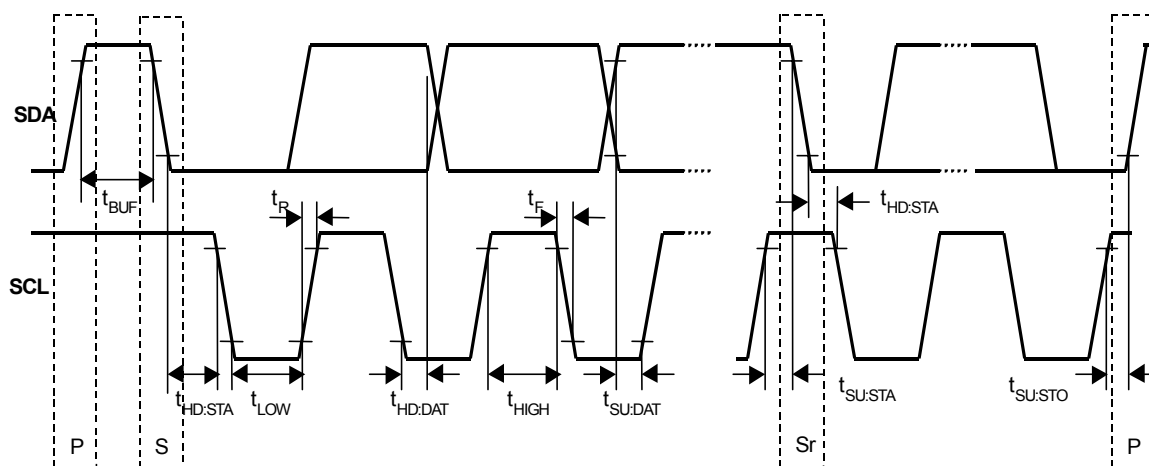 SDA
t_BUF
t_R
t_F
t_HD:STA
SCL
t_HD:STA
t_LOW
t_HD:DAT
t_HIGH
t_SU:DAT
t_SU:STA
t_SU:STO
P
S
Sr
P